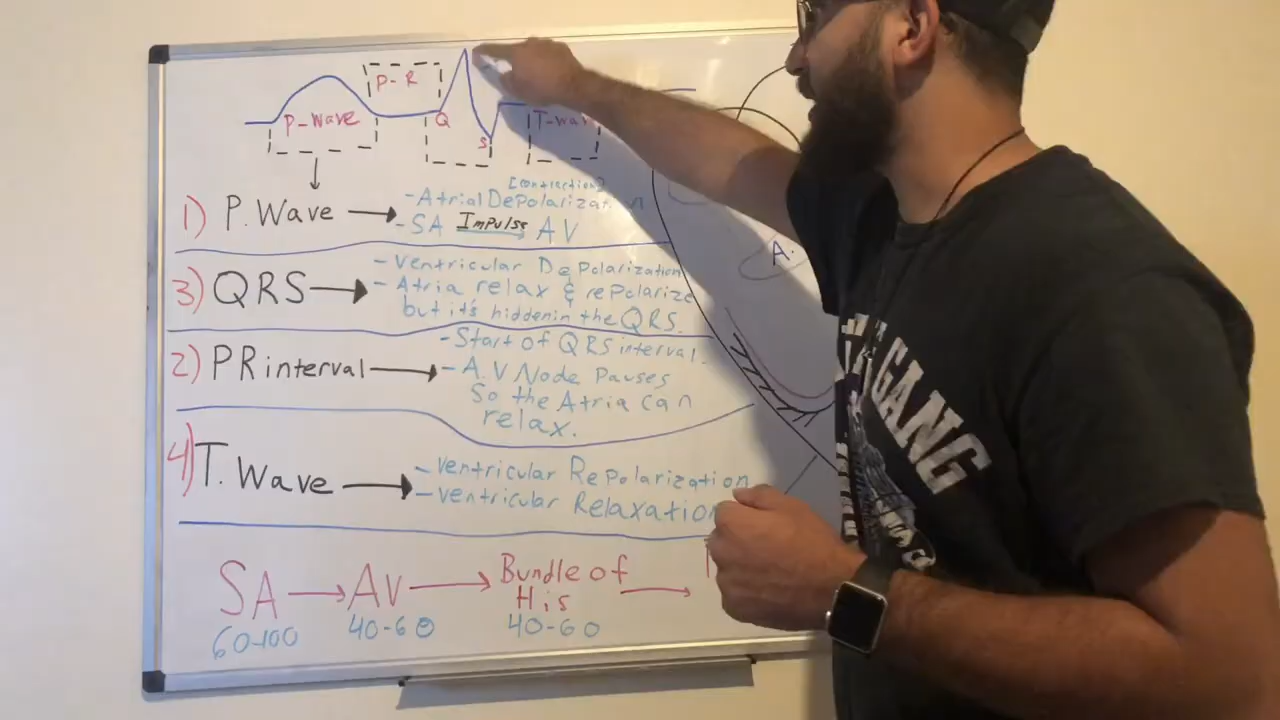 P-R
P-wave
Q
S
T-wav
1) P.Wave
[contraction]
-Atrial DePolarization
-SA Impulse AV
3) QRS
-Ventricular DePolarization
-Atria relax & repolarize
but it's hidden in the QRS.
2) PR interval
-Start of QRS interval.
-A.V Node Pauses
So the Atria can
relax.
4) T. Wave
-ventricular RePolarization
-ventricular Relaxation
SA
AV
Bundle of
His
60-100
40-60
40-60
A.
GANG